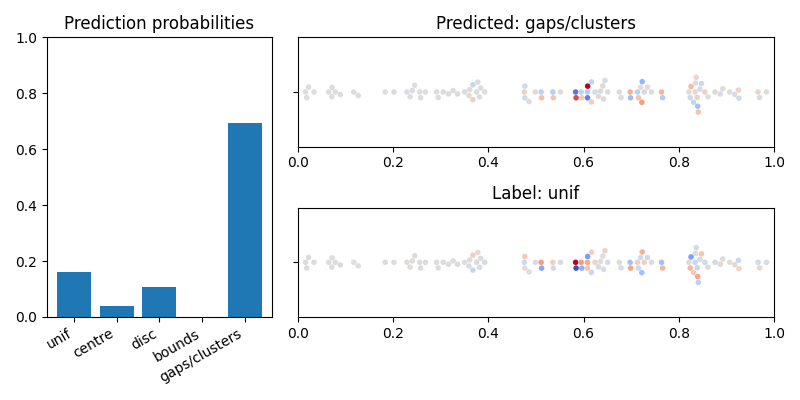 Prediction probabilities
1.0
0.8
0.6
0.4
0.2
0.0
unif
centre
disc
bounds
gaps/clusters
Predicted: gaps/clusters
0.0 0.2 0.4 0.6 0.8 1.0
Label: unif
0.0 0.2 0.4 0.6 0.8 1.0